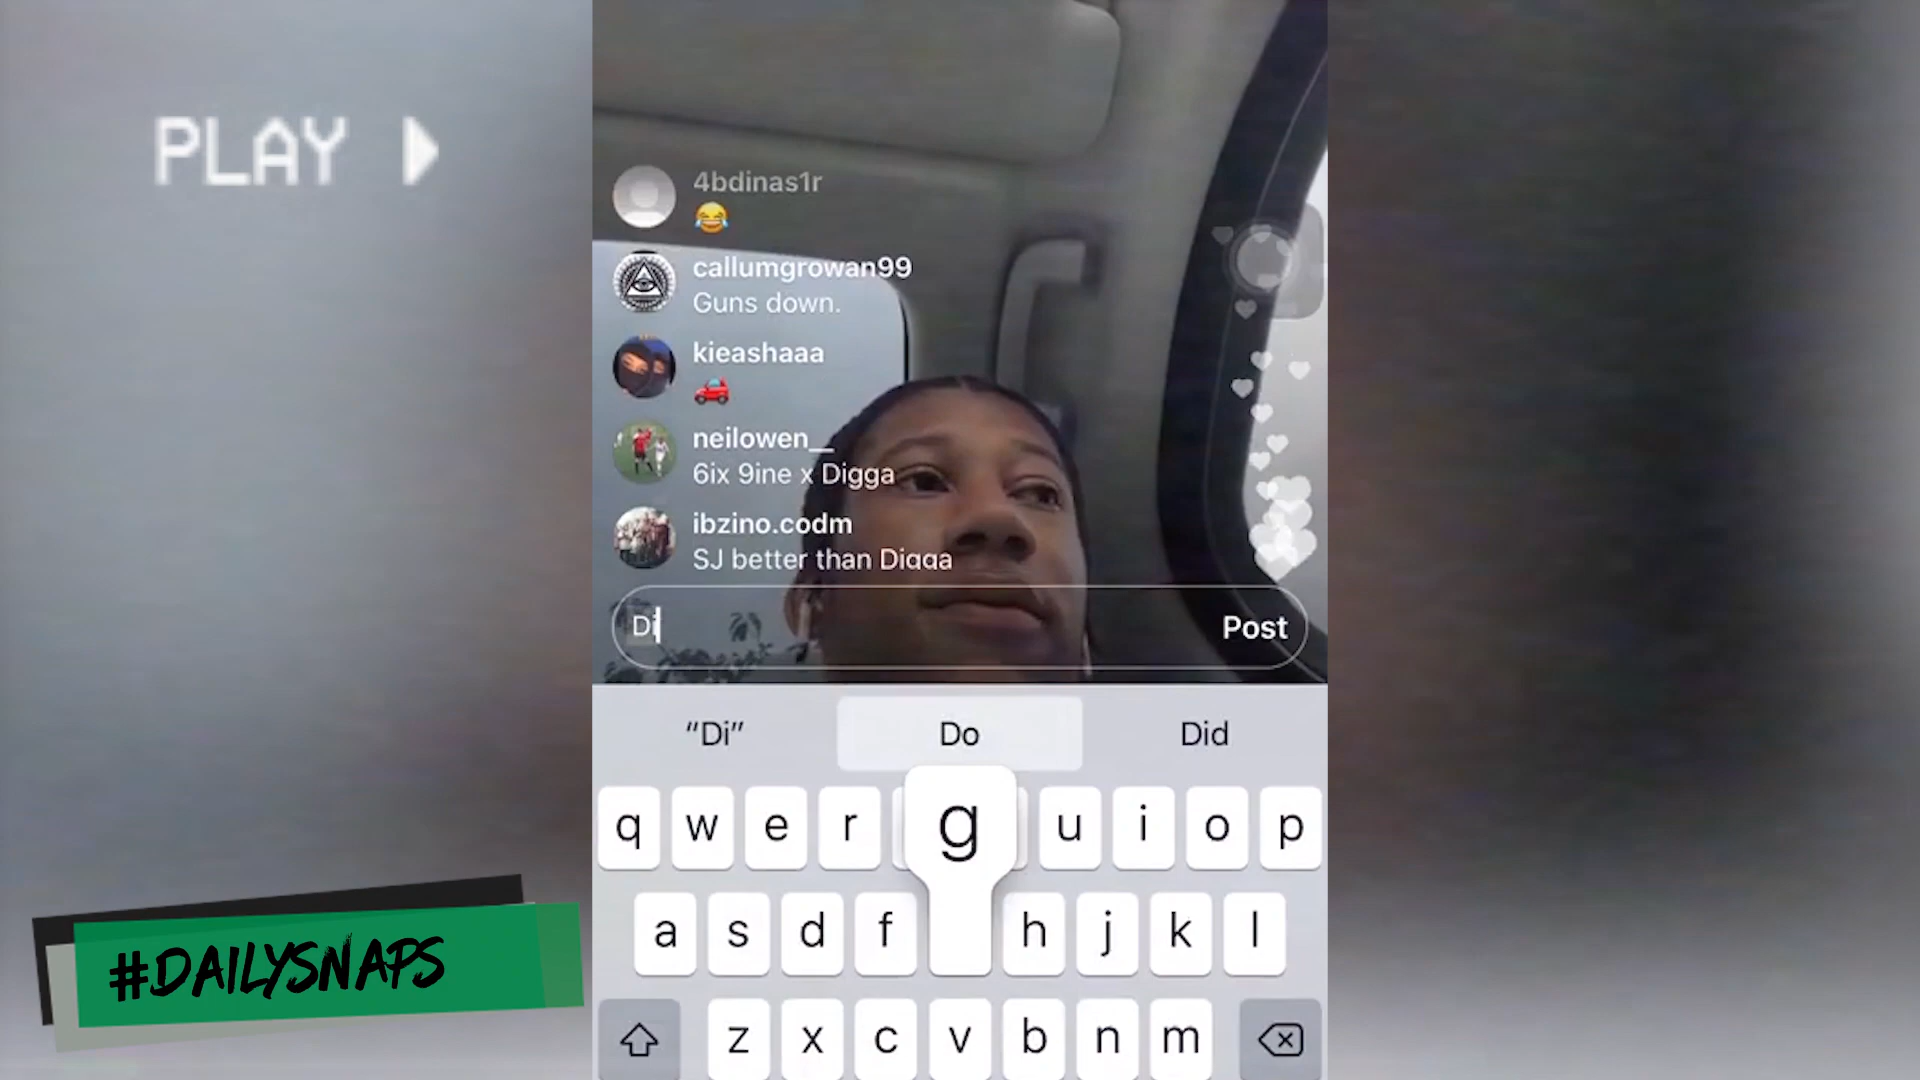 PLAY
4bdinas1r
😂
callumgrowan99
Guns down.
kieashaaa
🚗
neilowen__
6ix 9ine x Digga
ibzino.codm
SJ better than Digga
Di
Post
“Di”
Do
Did
q w e r g u i o p
a s d f h j k l
z x c v b n m
#DAILYSNAPS